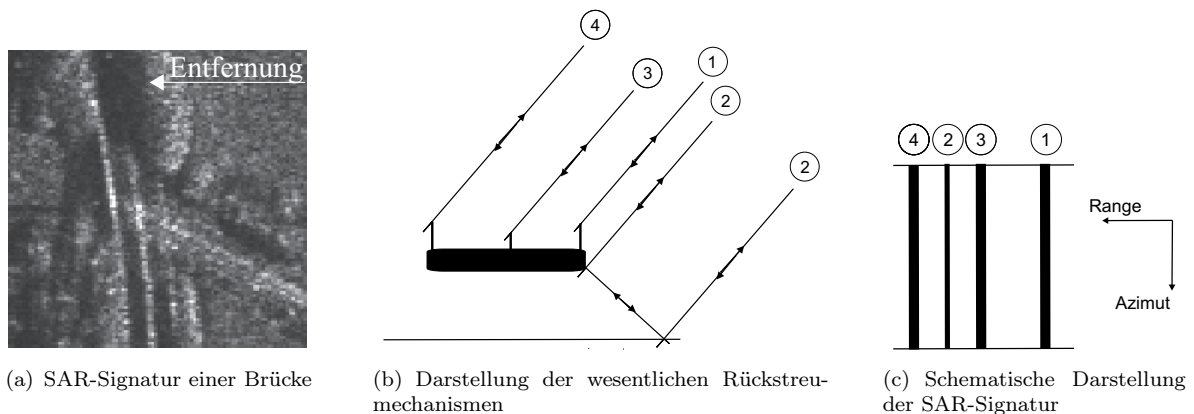 Entfernung
4
3
1
2
2
4 2 3 1
Range
Azimut
(a) SAR-Signatur einer Brücke
(b) Darstellung der wesentlichen Rückstreu-
mechanismen
(c) Schematische Darstellung
der SAR-Signatur